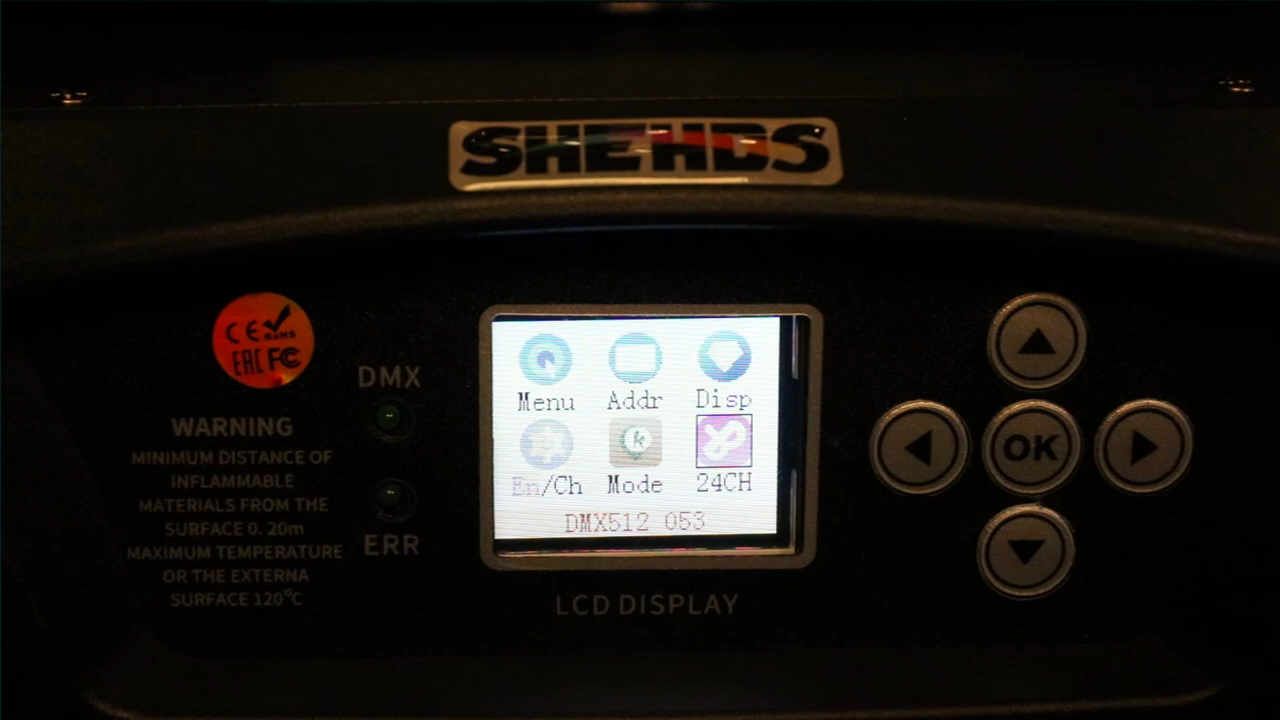 SHEHDS
CE RoHS
EAC FC
WARNING
MINIMUM DISTANCE OF
INFLAMMABLE
MATERIALS FROM THE
SURFACE 0. 20m
MAXIMUM TEMPERATURE
OR THE EXTERNA
SURFACE 120°C
DMX
ERR
Menu Addr Disp
En/Ch Mode 24CH
DMX512 053
LCD DISPLAY
OK